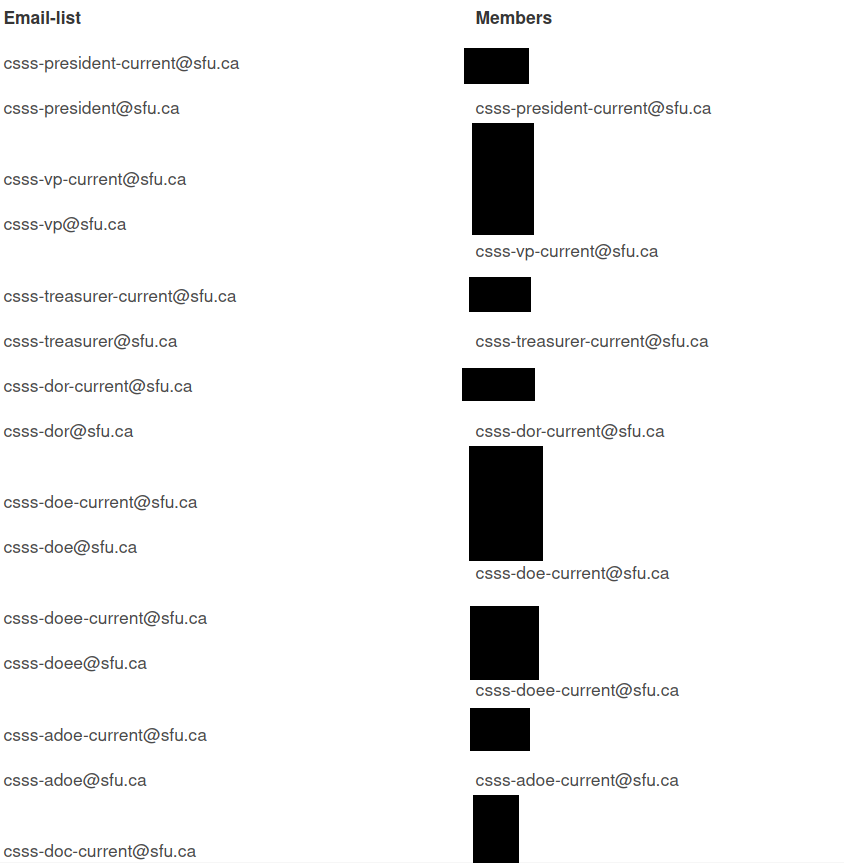 Email-list Members
csss-president-current@sfu.ca
csss-president@sfu.ca csss-president-current@sfu.ca
csss-vp-current@sfu.ca
csss-vp@sfu.ca
csss-vp-current@sfu.ca
csss-treasurer-current@sfu.ca
csss-treasurer@sfu.ca csss-treasurer-current@sfu.ca
csss-dor-current@sfu.ca
csss-dor@sfu.ca csss-dor-current@sfu.ca
csss-doe-current@sfu.ca
csss-doe@sfu.ca
csss-doe-current@sfu.ca
csss-doee-current@sfu.ca
csss-doee@sfu.ca
csss-doee-current@sfu.ca
csss-adoe-current@sfu.ca
csss-adoe@sfu.ca csss-adoe-current@sfu.ca
csss-doc-current@sfu.ca